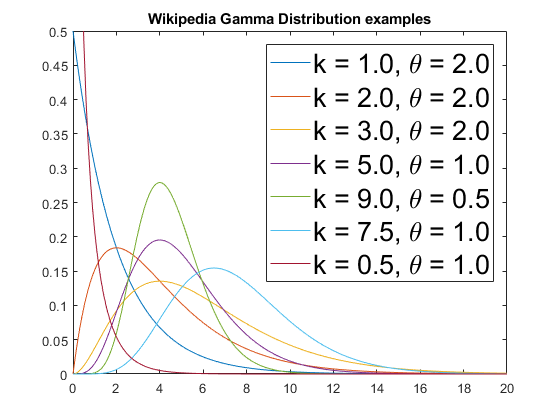 Wikipedia Gamma Distribution examples
0.5
0.45
0.4
0.35
0.3
0.25
0.2
0.15
0.1
0.05
0
k = 1.0, θ = 2.0
k = 2.0, θ = 2.0
k = 3.0, θ = 2.0
k = 5.0, θ = 1.0
k = 9.0, θ = 0.5
k = 7.5, θ = 1.0
k = 0.5, θ = 1.0
0 2 4 6 8 10 12 14 16 18 20